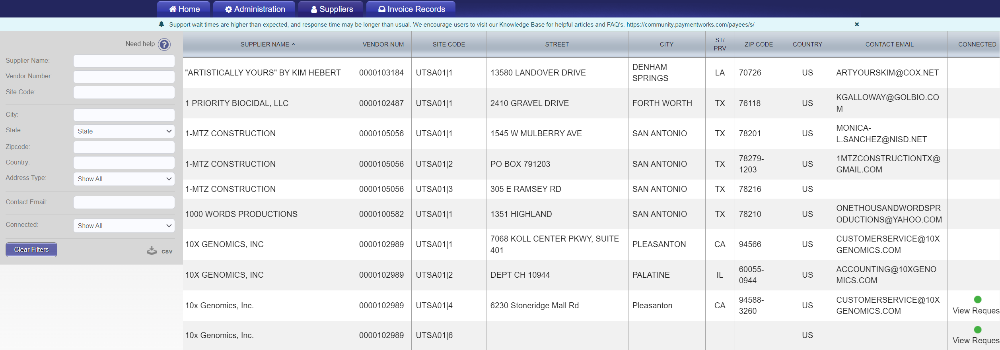 Home Administration Suppliers Invoice Records
Support wait times are higher than expected, and response time may be longer than usual. We encourage users to visit our Knowledge Base for helpful articles and FAQ's. https://community.paymentworks.com/payees/s/
Need help ?
Supplier Name:
Vendor Number:
Site Code:
City:
State: State
Zipcode:
Country:
Address Type: Show All
Contact Email:
Connected: Show All
Clear Filters csv
SUPPLIER NAME VENDOR NUM SITE CODE STREET CITY ST/ PRV ZIP CODE COUNTRY CONTACT EMAIL CONNECTED
"ARTISTICALLY YOURS" BY KIM HEBERT 0000103184 UTSA01|1 13580 LANDOVER DRIVE DENHAM SPRINGS LA 70726 US ARTYOURSKIM@COX.NET
1 PRIORITY BIOCIDAL, LLC 0000102487 UTSA01|1 2410 GRAVEL DRIVE FORTH WORTH TX 76118 US KGALLOWAY@GOLBIO.CO
M
1-MTZ CONSTRUCTION 0000105056 UTSA01|1 1545 W MULBERRY AVE SAN ANTONIO TX 78201 US MONICA-
L.SANCHEZ@NISD.NET
1-MTZ CONSTRUCTION 0000105056 UTSA01|2 PO BOX 791203 SAN ANTONIO TX 78279-1203 US 1MTZCONSTRUCTIONTX@
GMAIL.COM
1-MTZ CONSTRUCTION 0000105056 UTSA01|3 305 E RAMSEY RD SAN ANTONIO TX 78216 US
1000 WORDS PRODUCTIONS 0000100582 UTSA01|1 1351 HIGHLAND SAN ANTONIO TX 78210 US ONETHOUSANDWORDSPR
ODUCTIONS@YAHOO.COM
10X GENOMICS, INC 0000102989 UTSA01|1 7068 KOLL CENTER PKWY, SUITE 401 PLEASANTON CA 94566 US CUSTOMERSERVICE@10X
GENOMICS.COM
10X GENOMICS, INC 0000102989 UTSA01|2 DEPT CH 10944 PALATINE IL 60055-0944 US ACCOUNTING@10XGENO
MICS.COM
10x Genomics, Inc. 0000102989 UTSA01|4 6230 Stoneridge Mall Rd Pleasanton CA 94588-3260 US CUSTOMERSERVICE@10X
GENOMICS.COM View Reques
10x Genomics, Inc. 0000102989 UTSA01|6 US View Reques